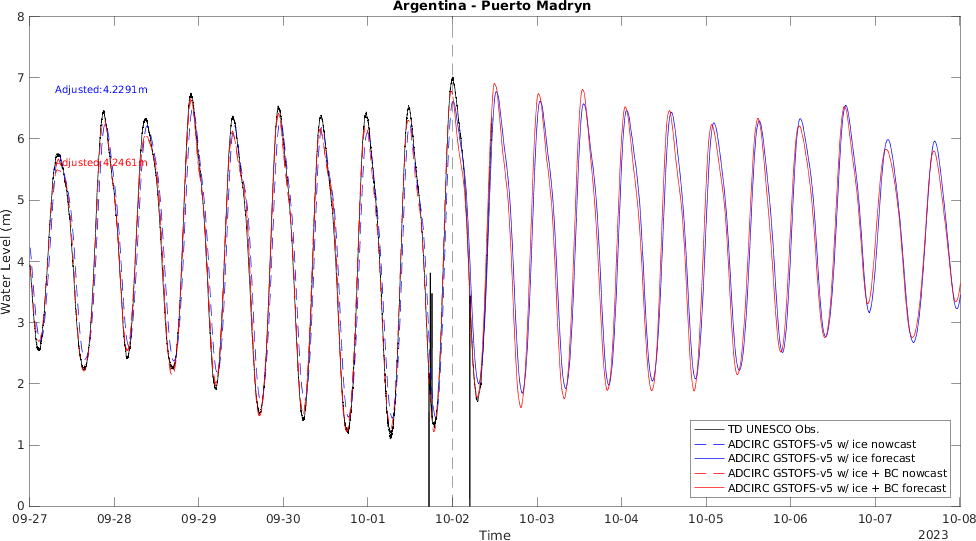 Argentina - Puerto Madryn
8
7
6
5
4
3
2
1
0
Water Level (m)
Adjusted:4.2291m
Adjusted:4.2461m
TD UNESCO Obs.
ADCIRC GSTOFS-v5 w/ ice nowcast
ADCIRC GSTOFS-v5 w/ ice forecast
ADCIRC GSTOFS-v5 w/ ice + BC nowcast
ADCIRC GSTOFS-v5 w/ ice + BC forecast
09-27 09-28 09-29 09-30 10-01 10-02 10-03 10-04 10-05 10-06 10-07 10-08
Time
2023